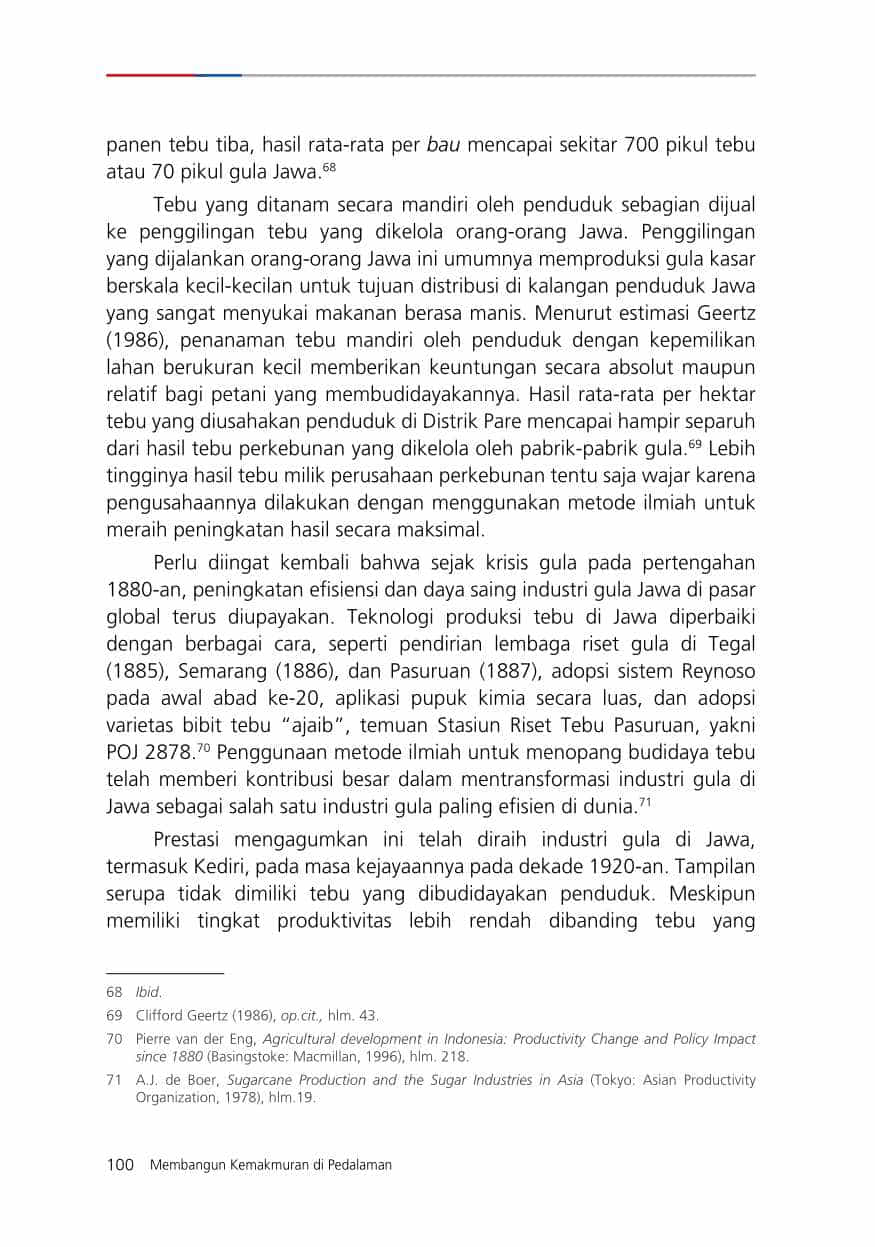 panen tebu tiba, hasil rata-rata per bau mencapai sekitar 700 pikul tebu
atau 70 pikul gula Jawa.68
Tebu yang ditanam secara mandiri oleh penduduk sebagian dijual
ke penggilingan tebu yang dikelola orang-orang Jawa. Penggilingan
yang dijalankan orang-orang Jawa ini umumnya memproduksi gula kasar
berskala kecil-kecilan untuk tujuan distribusi di kalangan penduduk Jawa
yang sangat menyukai makanan berasa manis. Menurut estimasi Geertz
(1986), penanaman tebu mandiri oleh penduduk dengan kepemilikan
lahan berukuran kecil memberikan keuntungan secara absolut maupun
relatif bagi petani yang membudidayakannya. Hasil rata-rata per hektar
tebu yang diusahakan penduduk di Distrik Pare mencapai hampir separuh
dari hasil tebu perkebunan yang dikelola oleh pabrik-pabrik gula.69 Lebih
tingginya hasil tebu milik perusahaan perkebunan tentu saja wajar karena
pengusahaannya dilakukan dengan menggunakan metode ilmiah untuk
meraih peningkatan hasil secara maksimal.
Perlu diingat kembali bahwa sejak krisis gula pada pertengahan
1880-an, peningkatan efisiensi dan daya saing industri gula Jawa di pasar
global terus diupayakan. Teknologi produksi tebu di Jawa diperbaiki
dengan berbagai cara, seperti pendirian lembaga riset gula di Tegal
(1885), Semarang (1886), dan Pasuruan (1887), adopsi sistem Reynoso
pada awal abad ke-20, aplikasi pupuk kimia secara luas, dan adopsi
varietas bibit tebu “ajaib”, temuan Stasiun Riset Tebu Pasuruan, yakni
POJ 2878.70 Penggunaan metode ilmiah untuk menopang budidaya tebu
telah memberi kontribusi besar dalam mentransformasi industri gula di
Jawa sebagai salah satu industri gula paling efisien di dunia.71
Prestasi mengagumkan ini telah diraih industri gula di Jawa,
termasuk Kediri, pada masa kejayaannya pada dekade 1920-an. Tampilan
serupa tidak dimiliki tebu yang dibudidayakan penduduk. Meskipun
memiliki tingkat produktivitas lebih rendah dibanding tebu yang
68 Ibid.
69 Clifford Geertz (1986), op.cit., hlm. 43.
70 Pierre van der Eng, Agricultural development in Indonesia: Productivity Change and Policy Impact
since 1880 (Basingstoke: Macmillan, 1996), hlm. 218.
71 A.J. de Boer, Sugarcane Production and the Sugar Industries in Asia (Tokyo: Asian Productivity
Organization, 1978), hlm.19.
100 Membangun Kemakmuran di Pedalaman